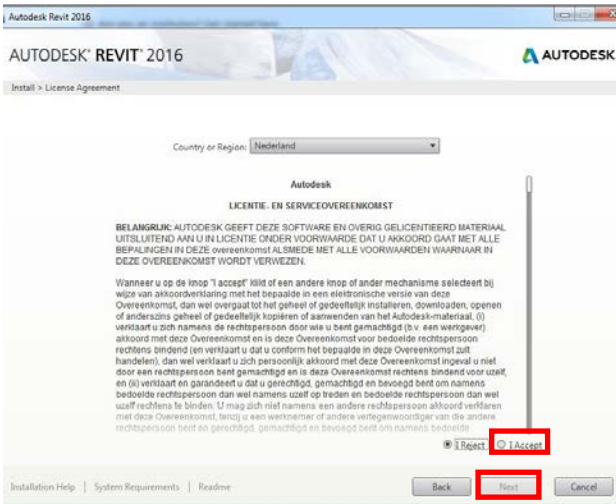 Autodesk Revit 2016
AUTODESK® REVIT® 2016
AUTODESK
Install > License Agreement
Country or Region: Nederland
Autodesk
LICENTIE- EN SERVICEOVEREENKOMST
BELANGRIJK: AUTODESK GEEFT DEZE SOFTWARE EN OVERIG GELICENTIEERD MATERIAAL
UITSLUITEND AAN U IN LICENTIE ONDER VOORWAARDE DAT U AKKOORD GAAT MET ALLE
BEPALINGEN IN DEZE overeenkomst ALSMEDE MET ALLE VOORWAARDEN WAARNAAR IN
DEZE OVEREENKOMST WORDT VERWEZEN.
Wanneer u op de knop "I accept" klikt of een andere knop of ander mechanisme selecteert bij
wijze van akkoordverklaring met het bepaalde in een elektronische versie van deze
Overeenkomst, dan wel overgaat tot het geheel of gedeeltelijk installeren, downloaden, openen
of anderszins geheel of gedeeltelijk kopiëren of aanwenden van het Autodesk-materiaal, (i)
verklaart u zich namens de rechtspersoon door wie u bent gemachtigd (b.v. een werkgever)
akkoord met deze Overeenkomst en is deze Overeenkomst voor bedoelde rechtspersoon
rechtens bindend (en verklaart u dat u conform het bepaalde in deze Overeenkomst zult
handelen), dan wel verklaart u zich persoonlijk akkoord met deze Overeenkomst ingeval u niet
door een rechtspersoon bent gemachtigd en is deze Overeenkomst rechtens bindend voor uzelf,
en (ii) verklaart en garandeert u dat u gerechtigd, gemachtigd en bevoegd bent om namens
bedoelde rechtspersoon dan wel namens uzelf op treden en bedoelde rechtspersoon dan wel
uzelf rechtens te binden. U mag zich niet namens een andere rechtspersoon akkoord verklaren
met deze Overeenkomst, tenzij u een werknemer of andere vertegenwoordiger van die andere
rechtspersoon bent en gerechtigd, gemachtigd en bevoegd bent om namens bedoelde
I Reject I Accept
Installation Help | System Requirements | Readme Back Next Cancel